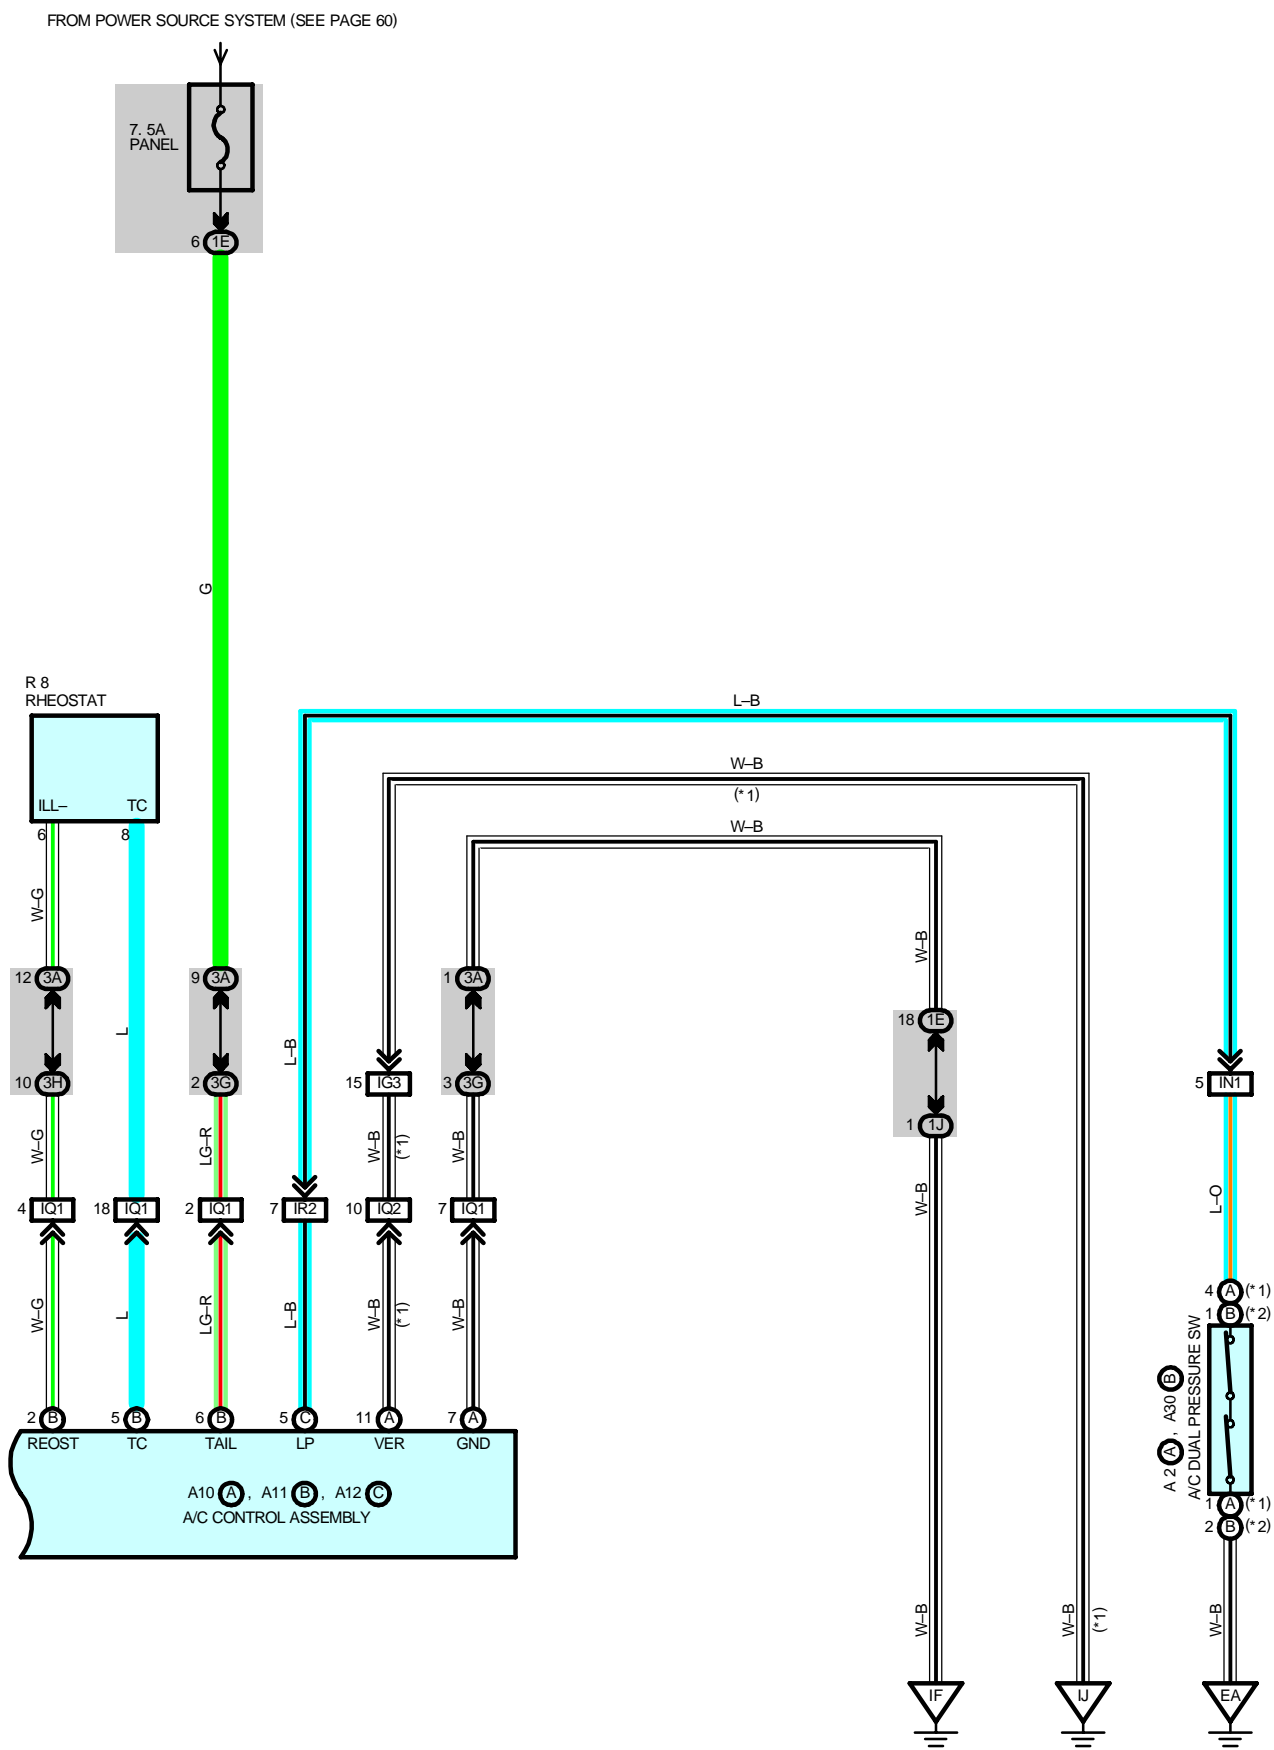 FROM POWER SOURCE SYSTEM (SEE PAGE 60)
7. 5A
PANEL
6 1E
G
R 8
RHEOSTAT
ILL– TC
6 8
L–B
W–B
(*1)
W–B
W–G
W–B
12 3A
9 3A
1 3A
18 1E
L
L–B
10 3H
2 3G
15 IG3
3 3G
5 IN1
1 1J
W–G
LG–R
W–B
(*1)
W–B
W–B
L–O
4 IQ1
18 IQ1
2 IQ1
7 IR2
10 IQ2
7 IQ1
W–G
L
LG–R
L–B
W–B
(*1)
W–B
4 A (*1)
1 B (*2)
A 2 A , A30 B
A/C DUAL PRESSURE SW
2 B
5 B
6 B
5 C
11 A
7 A
REOST TC TAIL LP VER GND
A10 A , A11 B , A12 C
A/C CONTROL ASSEMBLY
1 A (*1)
2 B (*2)
W–B
W–B
(*1)
W–B
IF
IJ
EA